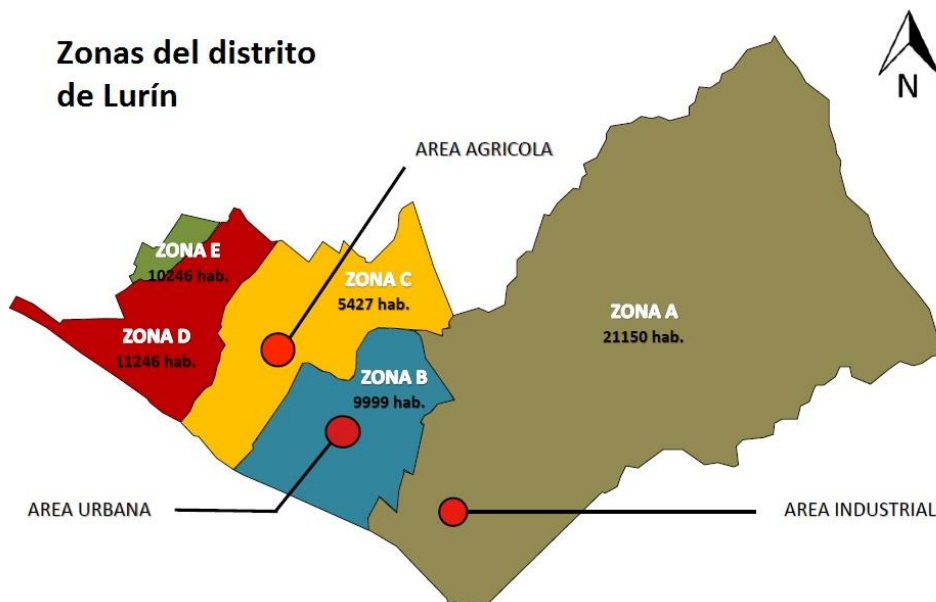 Zonas del distrito
de Lurín
N
AREA AGRICOLA
ZONA E
10246 hab.
ZONA C
5427 hab.
ZONA A
21150 hab.
ZONA D
11246 hab.
ZONA B
9999 hab.
AREA URBANA
AREA INDUSTRIAL